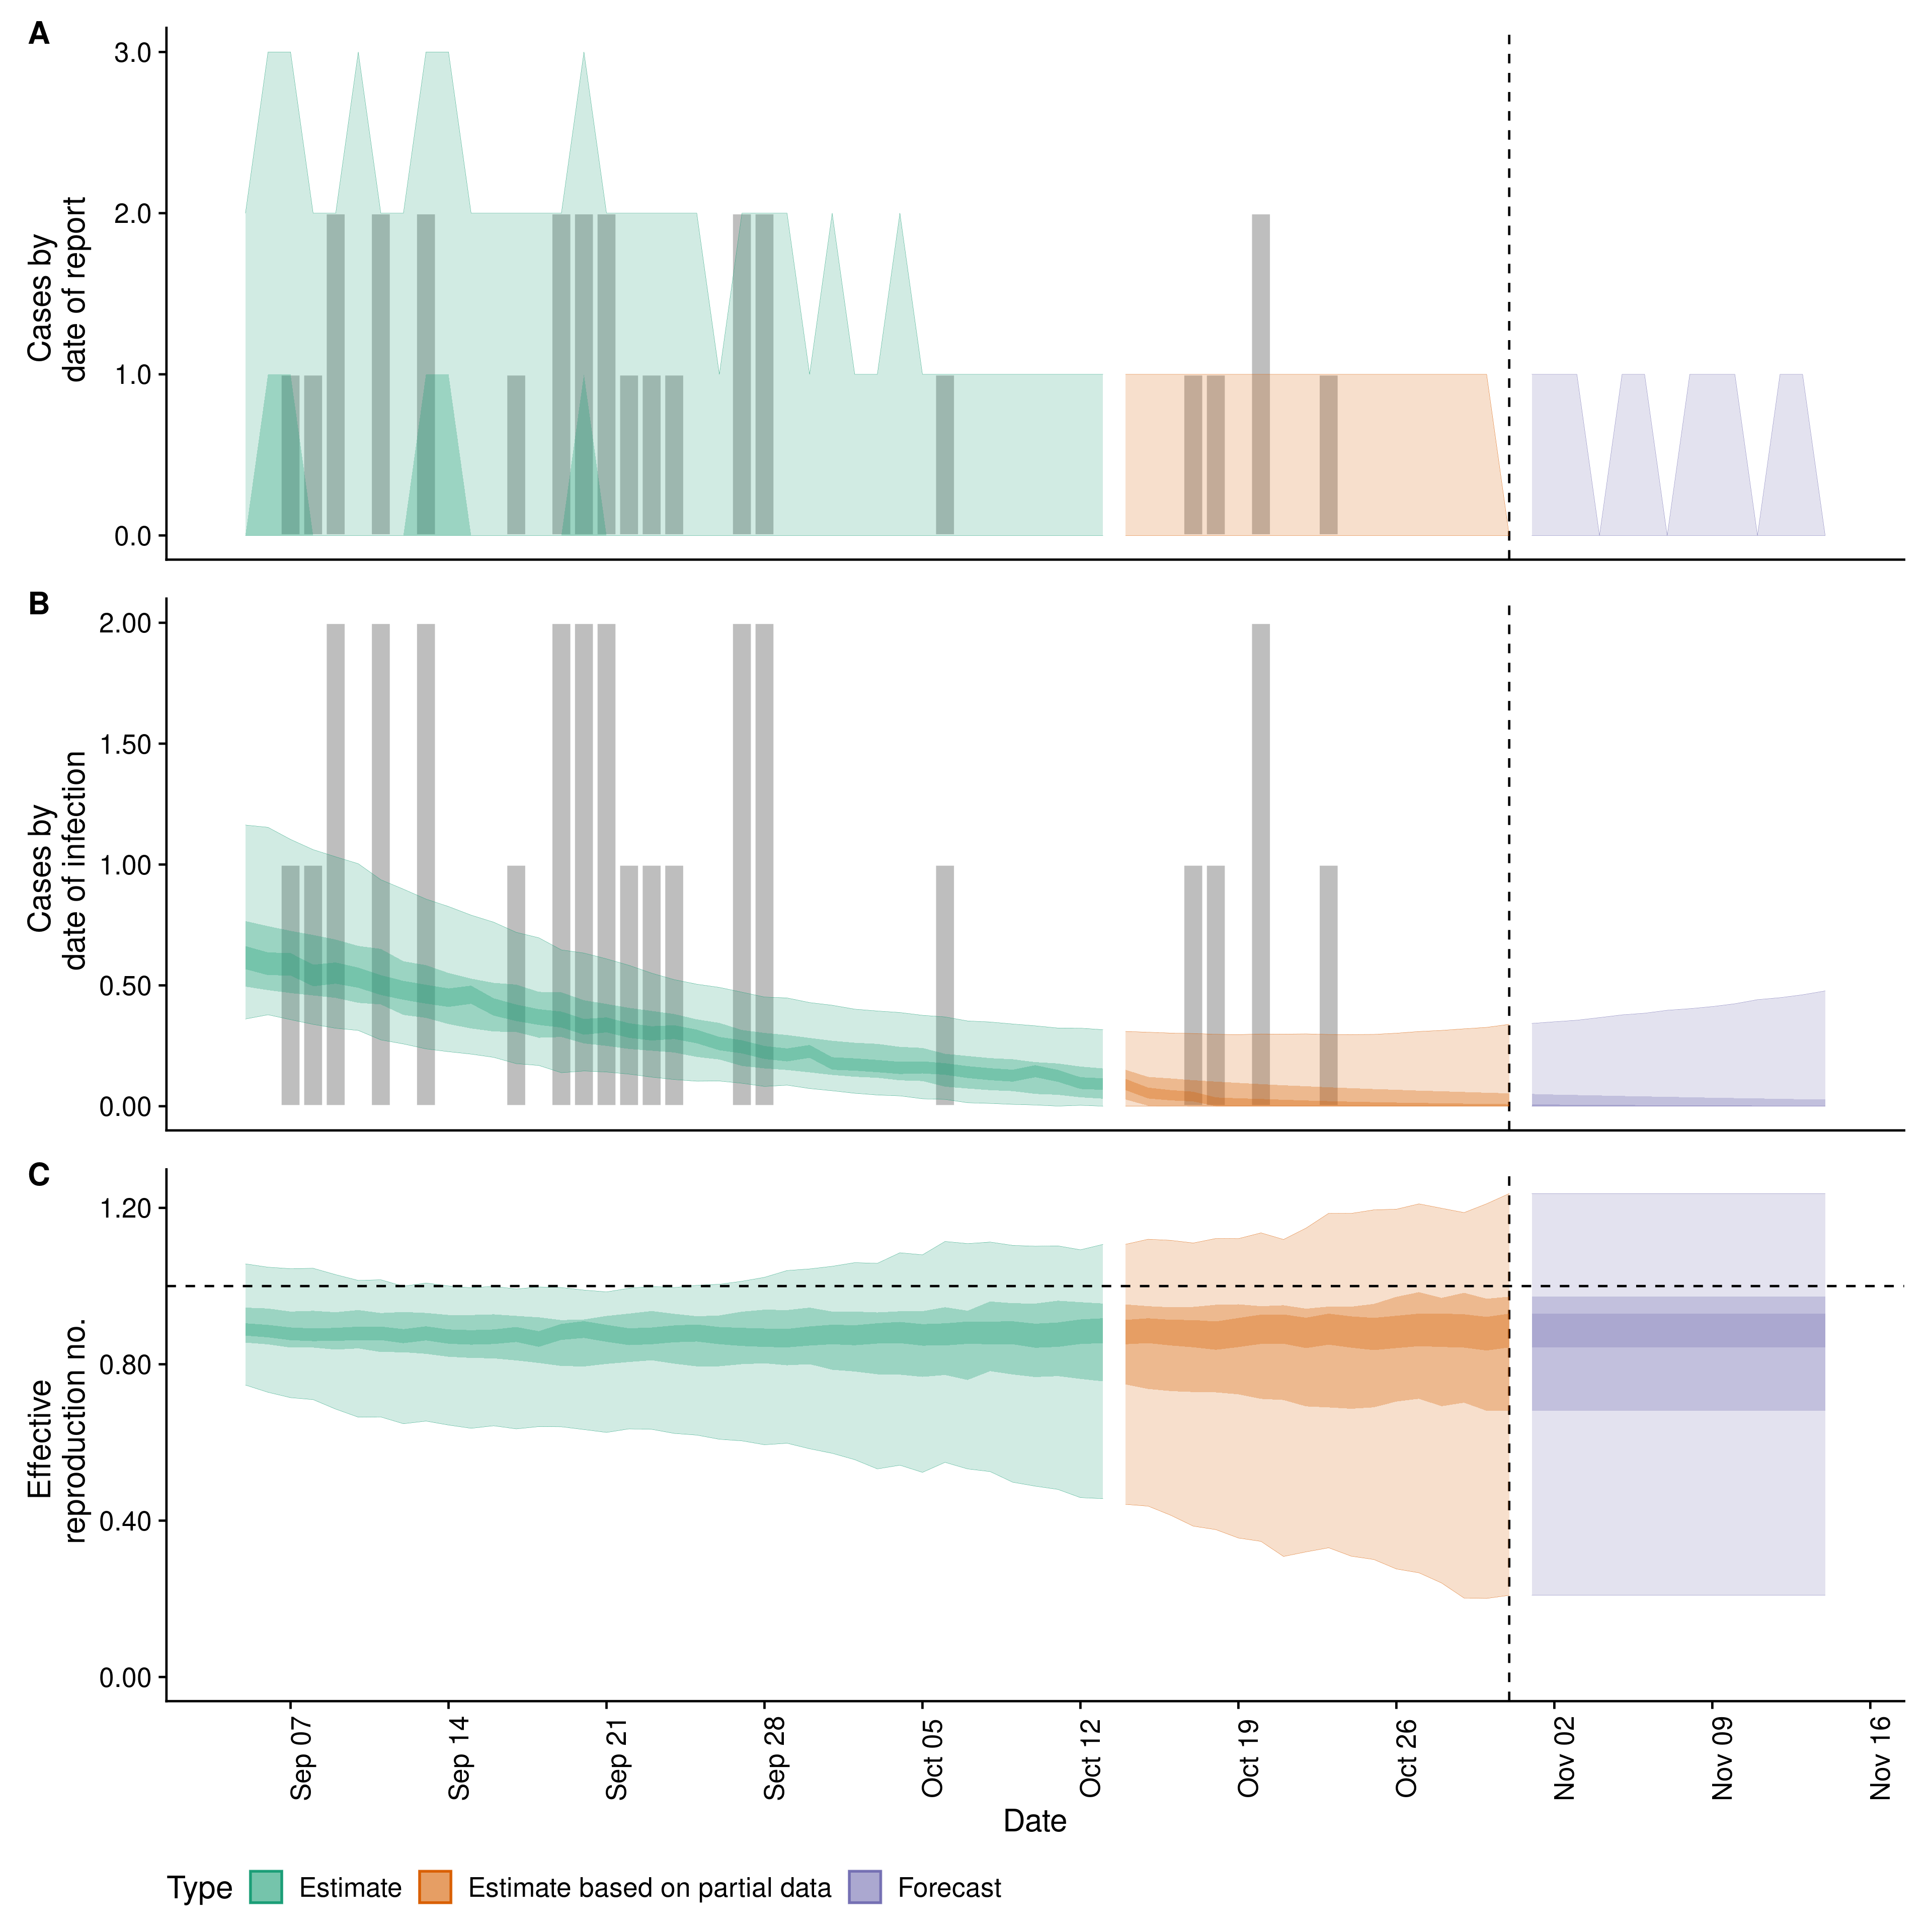 A
Cases by
date of report
3.0
2.0
1.0
0.0
B
Cases by
date of infection
2.00
1.50
1.00
0.50
0.00
C
Effective
reproduction no.
1.20
0.80
0.40
0.00
Sep 07
Sep 14
Sep 21
Sep 28
Oct 05
Oct 12
Oct 19
Oct 26
Nov 02
Nov 09
Nov 16
Date
Type Estimate Estimate based on partial data Forecast